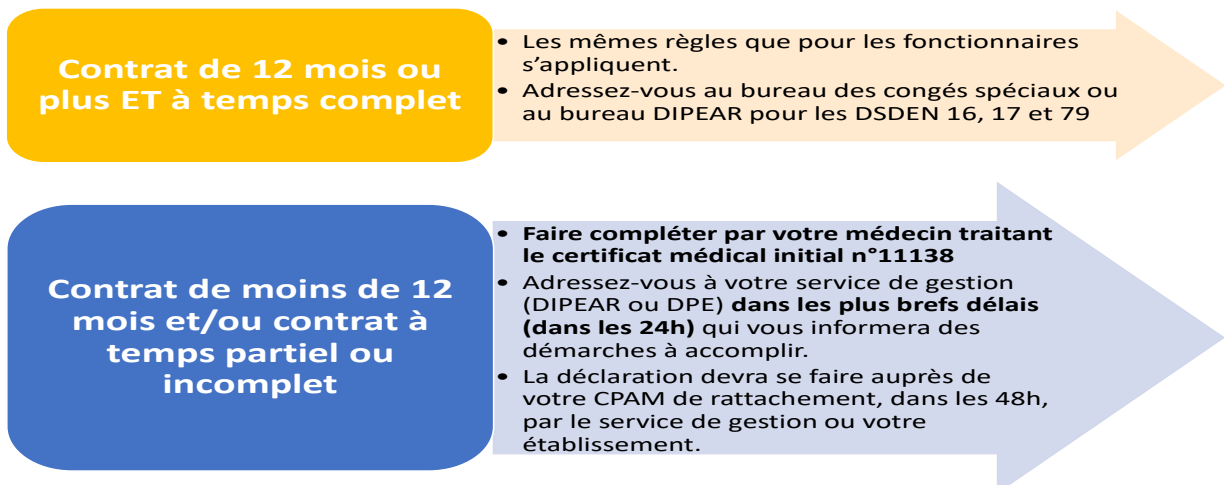 Contrat de 12 mois ou
plus ET à temps complet
• Les mêmes règles que pour les fonctionnaires
s’appliquent.
• Adressez-vous au bureau des congés spéciaux ou
au bureau DIPEAR pour les DSDEN 16, 17 et 79
Contrat de moins de 12
mois et/ou contrat à
temps partiel ou
incomplet
• Faire compléter par votre médecin traitant
le certificat médical initial n°11138
• Adressez-vous à votre service de gestion
(DIPEAR ou DPE) dans les plus brefs délais
(dans les 24h) qui vous informera des
démarches à accomplir.
• La déclaration devra se faire auprès de
votre CPAM de rattachement, dans les 48h,
par le service de gestion ou votre
établissement.